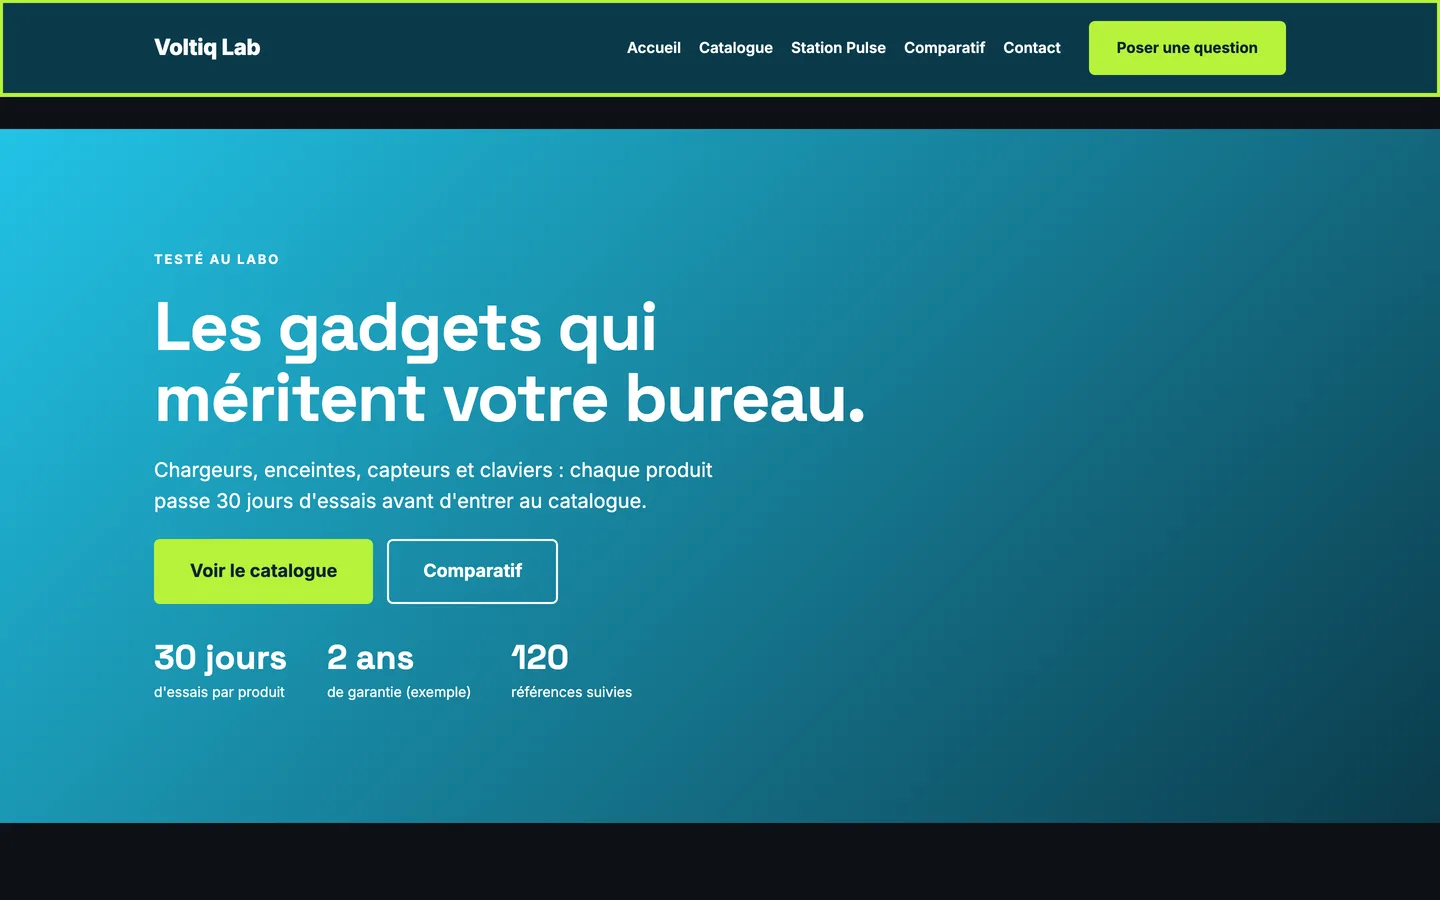 Voltiq Lab
Accueil Catalogue Station Pulse Comparatif Contact Poser une question
TESTÉ AU LABO
Les gadgets qui
méritent votre bureau.
Chargeurs, enceintes, capteurs et claviers : chaque produit
passe 30 jours d'essais avant d'entrer au catalogue.
Voir le catalogue Comparatif
30 jours 2 ans 120
d'essais par produit de garantie (exemple) références suivies